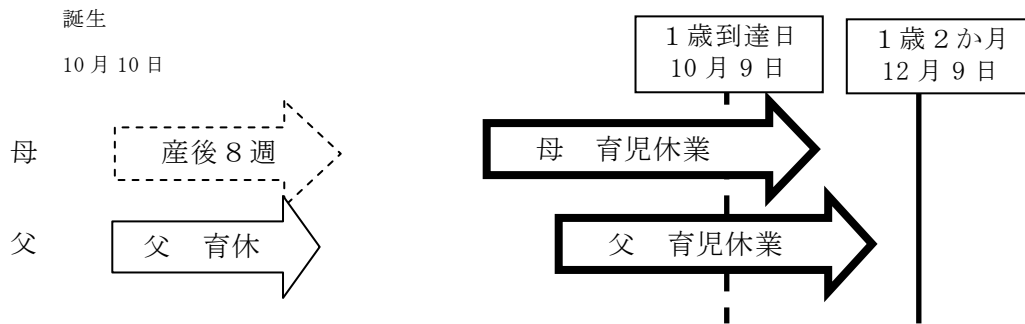 誕生
10月10日
１歳到達日
10月９日
１歳２か月
12月９日
母
産後８週
母　育児休業
父
父　育休
父　育児休業